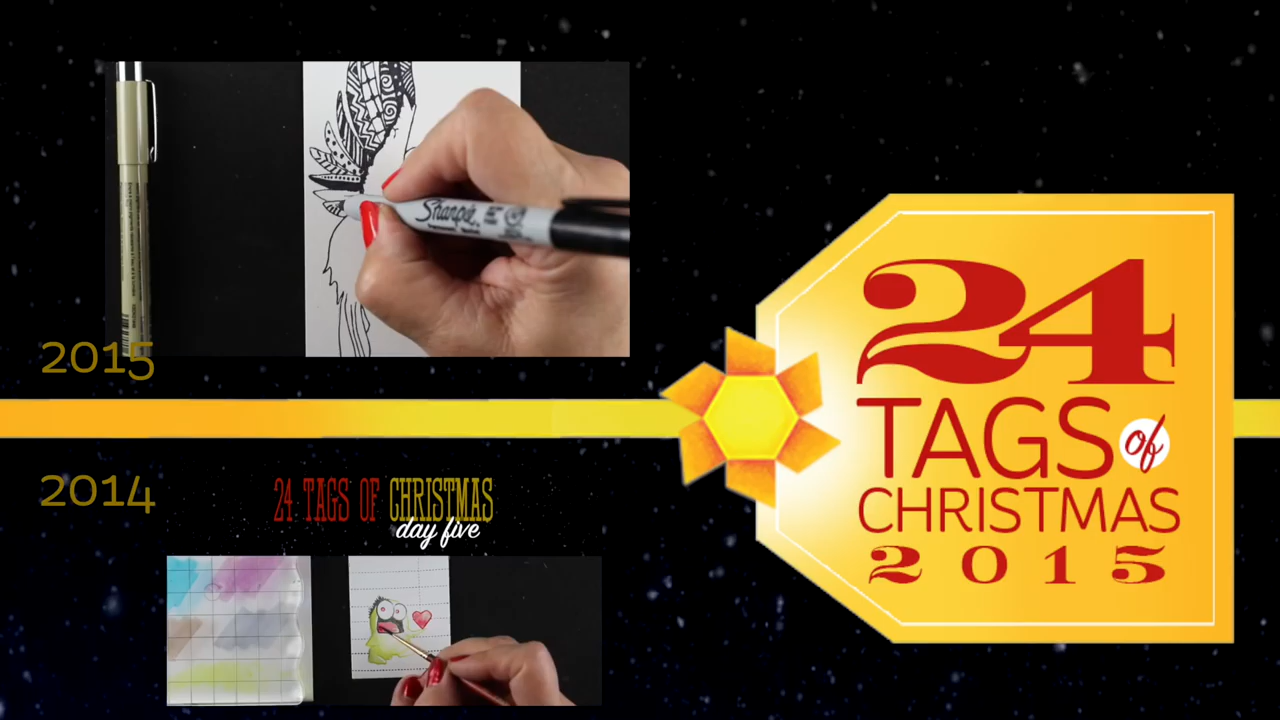 Sharpie
2015
2014
24 TAGS OF CHRISTMAS
day five
24
TAGS of
CHRISTMAS
2015